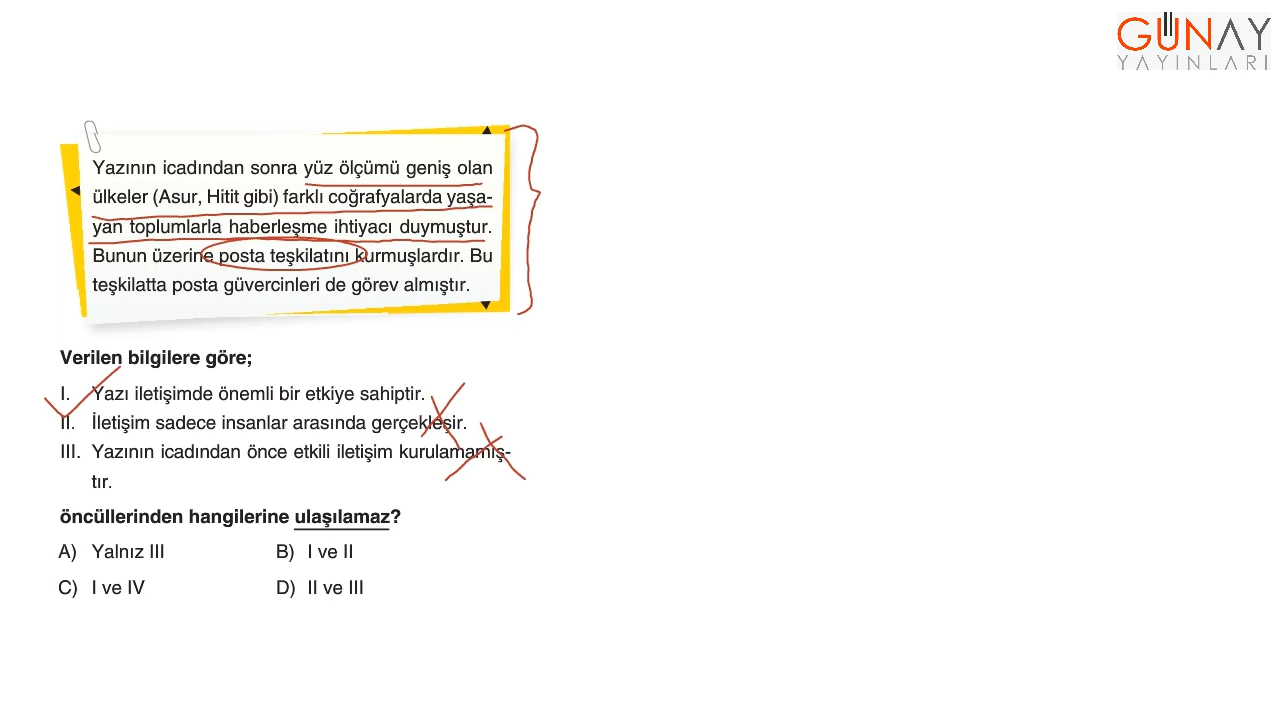 GÜNAY
YAYINLARI
Yazının icadından sonra yüz ölçümü geniş olan
ülkeler (Asur, Hitit gibi) farklı coğrafyalarda yaşa-
yan toplumlarla haberleşme ihtiyacı duymuştur.
Bunun üzerine posta teşkilatını kurmuşlardır. Bu
teşkilatta posta güvercinleri de görev almıştır.
Verilen bilgilere göre;
I. Yazı iletişimde önemli bir etkiye sahiptir.
II. İletişim sadece insanlar arasında gerçekleşir.
III. Yazının icadından önce etkili iletişim kurulamamış-
tır.
öncüllerinden hangilerine ulaşılamaz?
A) Yalnız III B) I ve II
C) I ve IV D) II ve III